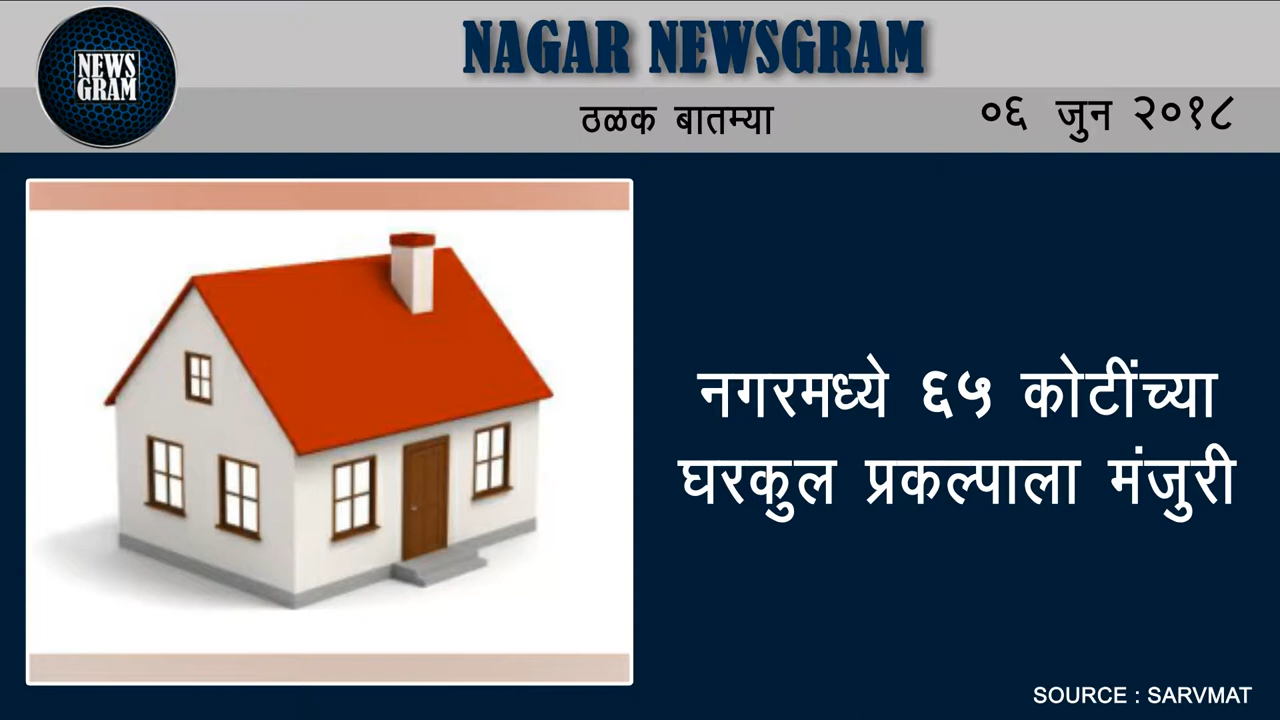 NEWS
GRAM
NAGAR NEWSGRAM
ठळक बातम्या
०६ जुन २०१८
नगरमध्ये ६५ कोटींच्या
घरकुल प्रकल्पाला मंजुरी
SOURCE : SARVMAT